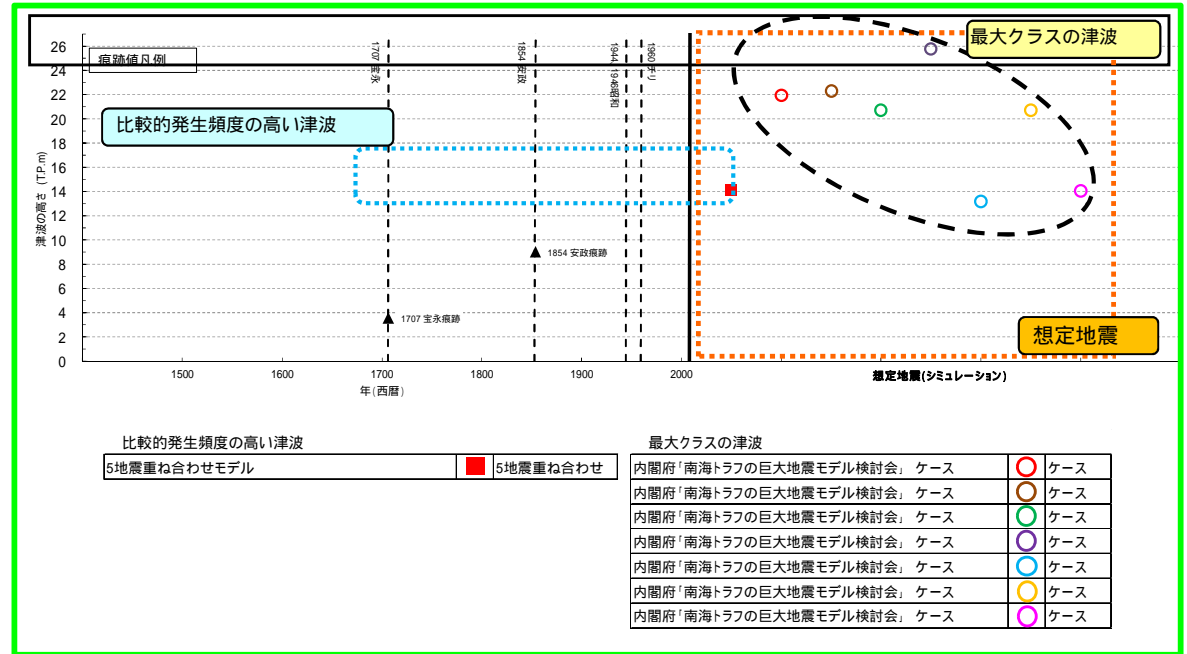 最大クラスの津波
痕跡値凡例
比較的発生頻度の高い津波
1707 宝永
1854 安政
1944, 1946昭和
1960 チリ
津波の高さ (T.P.m)
26
24
22
20
18
16
14
12
10
8
6
4
2
0
1854 安政痕跡
1707 宝永痕跡
想定地震
1500 1600 1700 1800 1900 2000
年(西暦)
想定地震(シミュレーション)
比較的発生頻度の高い津波
5地震重ね合わせモデル 5地震重ね合わせ
最大クラスの津波
内閣府「南海トラフの巨大地震モデル検討会」 ケース ケース
内閣府「南海トラフの巨大地震モデル検討会」 ケース ケース
内閣府「南海トラフの巨大地震モデル検討会」 ケース ケース
内閣府「南海トラフの巨大地震モデル検討会」 ケース ケース
内閣府「南海トラフの巨大地震モデル検討会」 ケース ケース
内閣府「南海トラフの巨大地震モデル検討会」 ケース ケース
内閣府「南海トラフの巨大地震モデル検討会」 ケース ケース